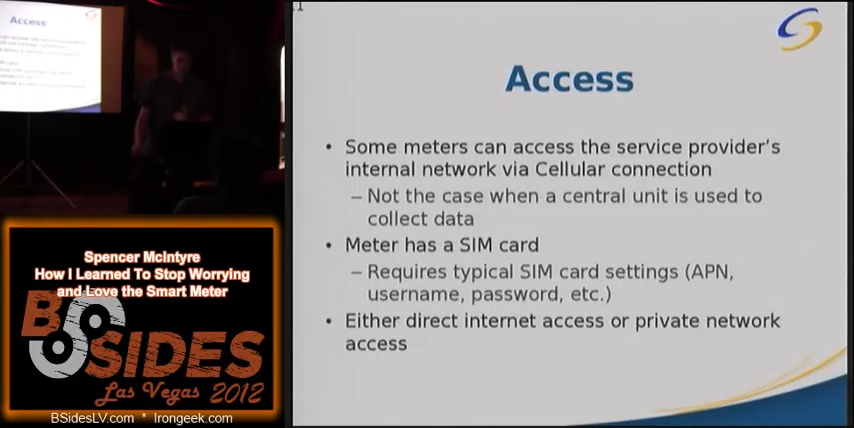 Access
Access
• Some meters can access the service provider's
internal network via Cellular connection
– Not the case when a central unit is used to
collect data
• Meter has a SIM card
– Requires typical SIM card settings (APN,
username, password, etc.)
• Either direct internet access or private network
access
Spencer McIntyre
How I Learned To Stop Worrying
and Love the Smart Meter
BSIDES
Las Vegas 2012
BSidesLV.com * Irongeek.com